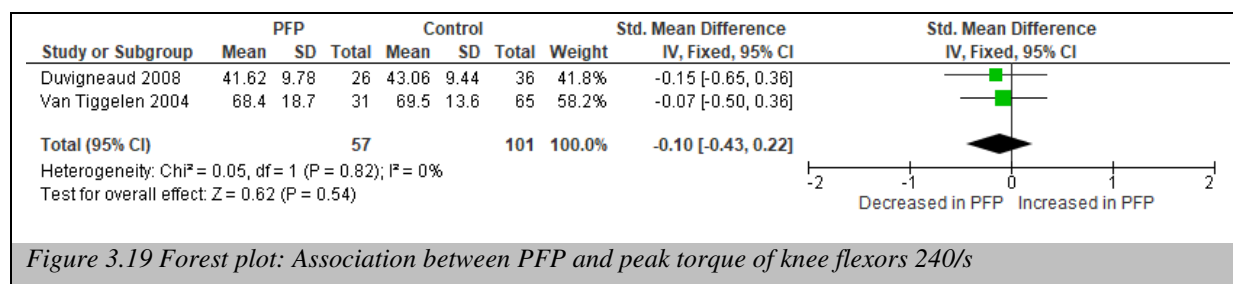 PFP Control Std. Mean Difference Std. Mean Difference
Study or Subgroup Mean SD Total Mean SD Total Weight IV, Fixed, 95% CI IV, Fixed, 95% CI
Duvigneaud 2008 41.62 9.78 26 43.06 9.44 36 41.8% -0.15 [-0.65, 0.36]
Van Tiggelen 2004 68.4 18.7 31 69.5 13.6 65 58.2% -0.07 [-0.50, 0.36]
Total (95% CI) 57 101 100.0% -0.10 [-0.43, 0.22]
Heterogeneity: Chi² = 0.05, df = 1 (P = 0.82); I² = 0%
Test for overall effect: Z = 0.62 (P = 0.54)
-2 -1 0 1 2
Decreased in PFP Increased in PFP
Figure 3.19 Forest plot: Association between PFP and peak torque of knee flexors 240/s